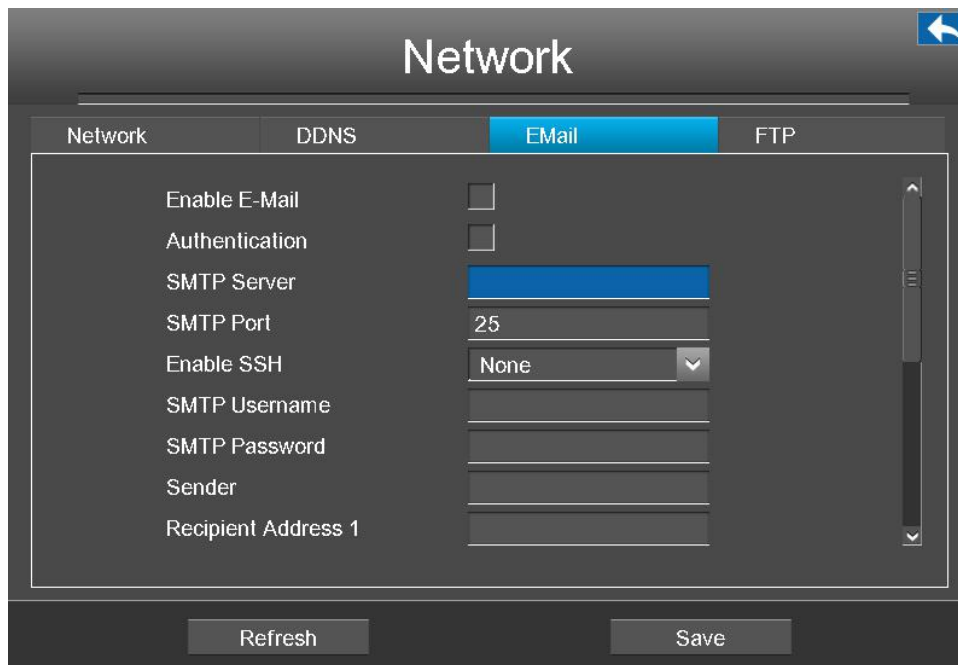 Network
Network DDNS EMail FTP
Enable E-Mail
Authentication
SMTP Server
SMTP Port 25
Enable SSH None
SMTP Username
SMTP Password
Sender
Recipient Address 1
Refresh Save